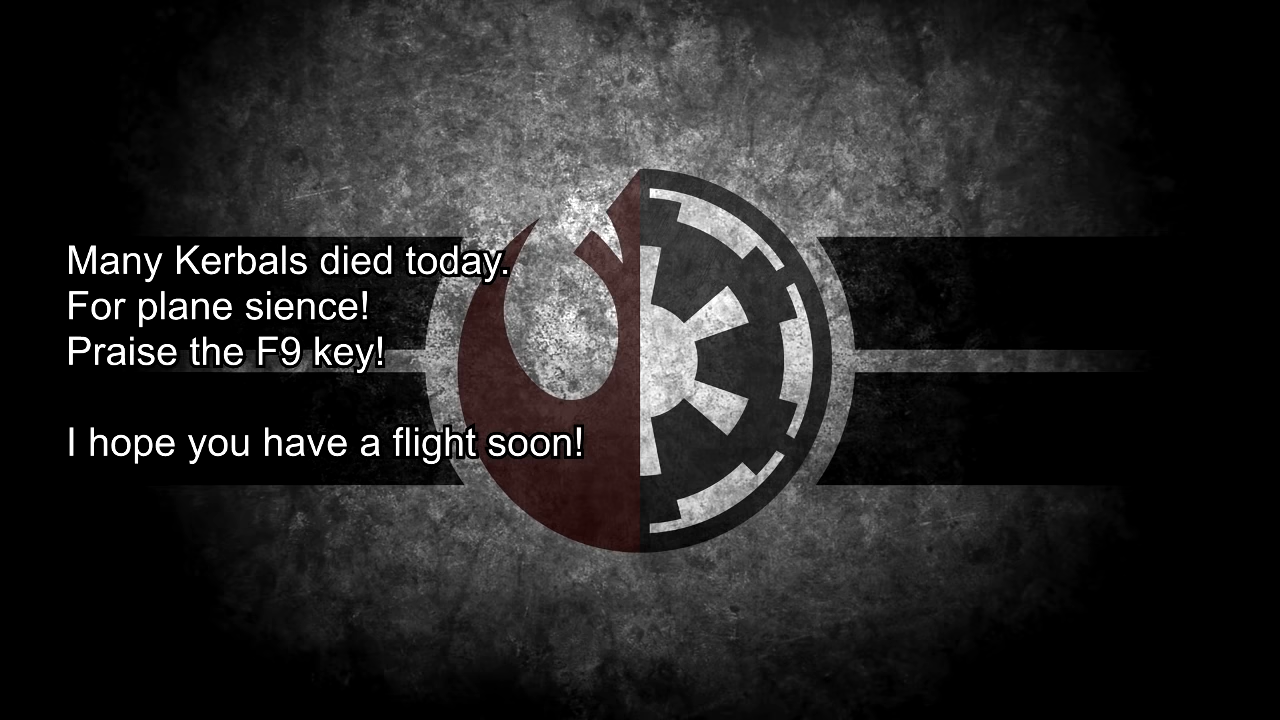 Many Kerbals died today.
For plane sience!
Praise the F9 key!
I hope you have a flight soon!